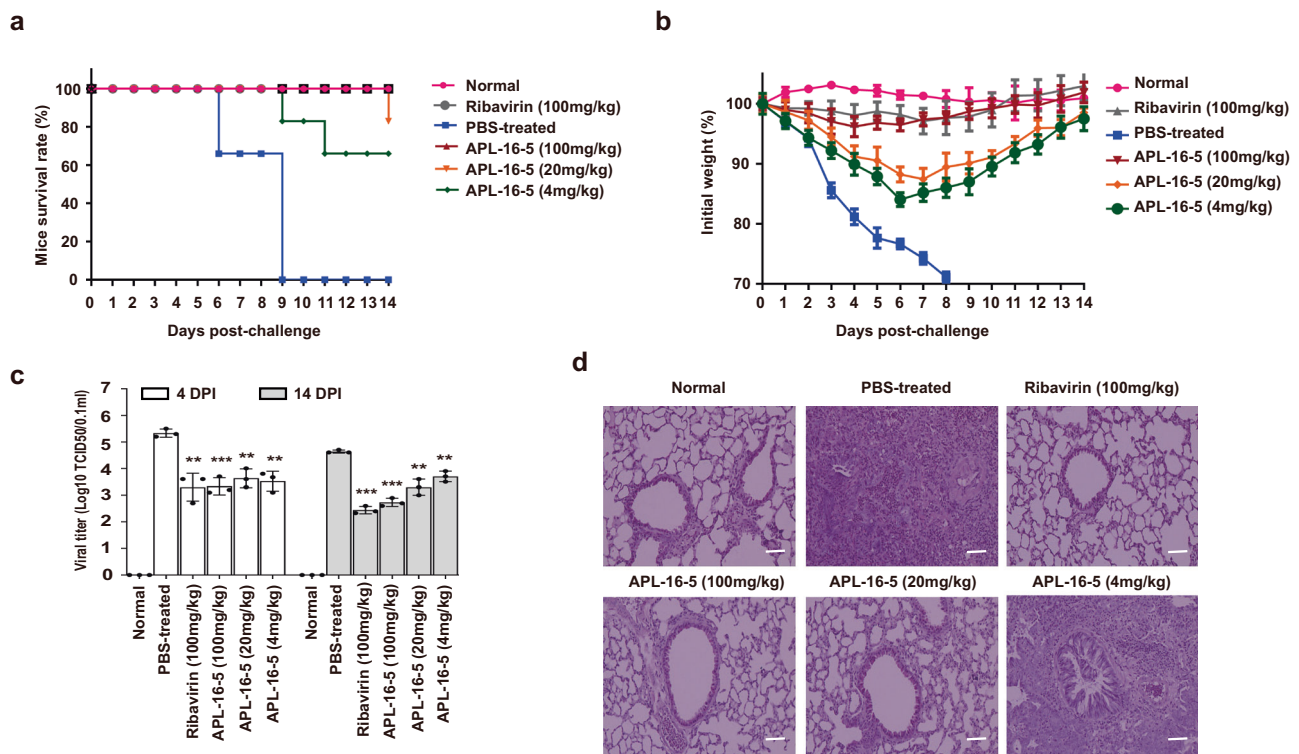 a
Mice survival rate (%)
100
80
60
40
20
0
0 1 2 3 4 5 6 7 8 9 10 11 12 13 14
Days post-challenge
Normal
Ribavirin (100mg/kg)
PBS-treated
APL-16-5 (100mg/kg)
APL-16-5 (20mg/kg)
APL-16-5 (4mg/kg)
b
Initial weight (%)
100
90
80
70
0 1 2 3 4 5 6 7 8 9 10 11 12 13 14
Days post-challenge
Normal
Ribavirin (100mg/kg)
PBS-treated
APL-16-5 (100mg/kg)
APL-16-5 (20mg/kg)
APL-16-5 (4mg/kg)
c
Viral titer (Log10 TCID50/0.1ml)
7
6
5
4
3
2
1
0
4 DPI 14 DPI
** *** ** ** *** *** ** **
Normal
PBS-treated
Ribavirin (100mg/kg)
APL-16-5 (100mg/kg)
APL-16-5 (20mg/kg)
APL-16-5 (4mg/kg)
Normal
PBS-treated
Ribavirin (100mg/kg)
APL-16-5 (100mg/kg)
APL-16-5 (20mg/kg)
APL-16-5 (4mg/kg)
d
Normal PBS-treated Ribavirin (100mg/kg)
APL-16-5 (100mg/kg) APL-16-5 (20mg/kg) APL-16-5 (4mg/kg)